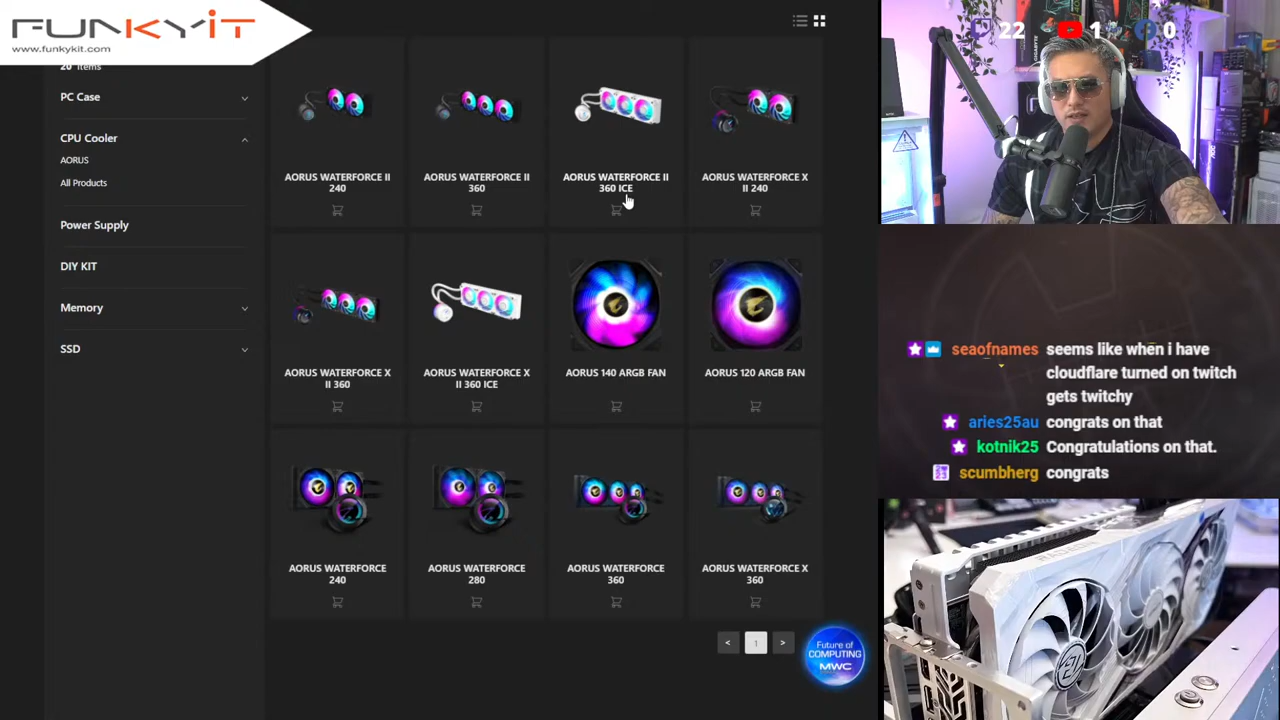 FUNKYiT
www.funkykit.com
20 Items
PC Case
CPU Cooler
AORUS
All Products
Power Supply
DIY KIT
Memory
SSD
AORUS WATERFORCE II
240
AORUS WATERFORCE II
360
AORUS WATERFORCE II
360 ICE
AORUS WATERFORCE X
II 240
AORUS WATERFORCE X
II 360
AORUS WATERFORCE X
II 360 ICE
AORUS 140 ARGB FAN
AORUS 120 ARGB FAN
AORUS WATERFORCE
240
AORUS WATERFORCE
280
AORUS WATERFORCE
360
AORUS WATERFORCE X
360
< 1 >
Future of
COMPUTING
MWC
22 1 0
seaofnames seems like when i have
cloudflare turned on twitch
gets twitchy
aries25au congrats on that
kotnik25 Congratulations on that.
scumbherg congrats